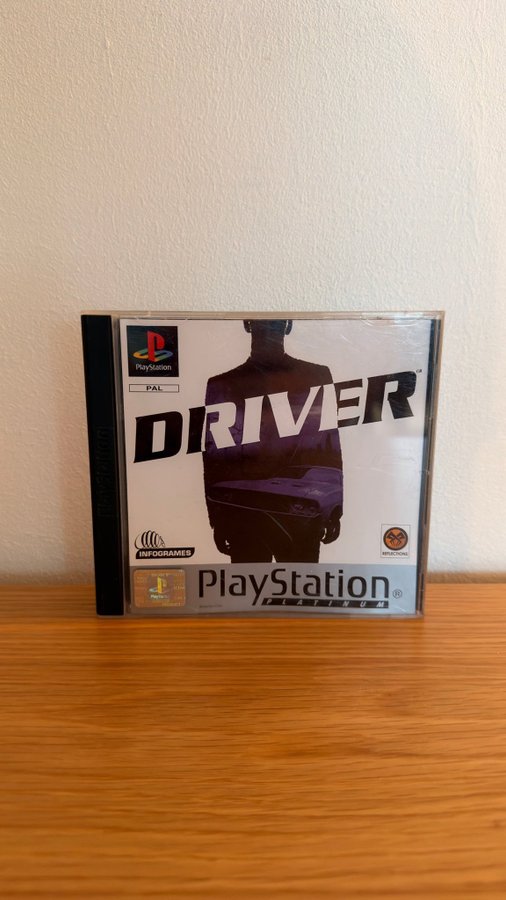 PlayStation
PAL
DRIVER
INFOGRAMES
REFLECTIONS
PlayStation®
PLATINUM